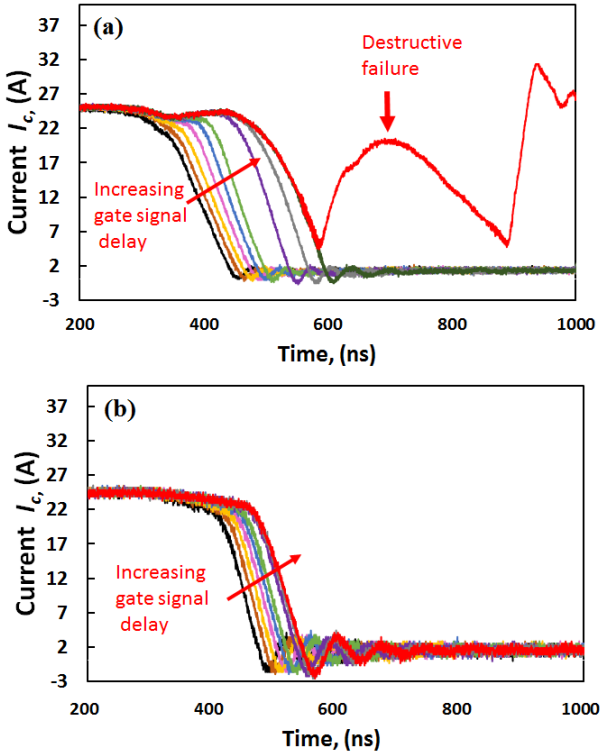 (a)
37
32
27
22
17
12
7
2
-3
Current Ic, (A)
Destructive
failure
Increasing
gate signal
delay
200 400 600 800 1000
Time, (ns)
(b)
37
32
27
22
17
12
7
2
-3
Current Ic, (A)
Increasing
gate signal
delay
200 400 600 800 1000
Time, (ns)